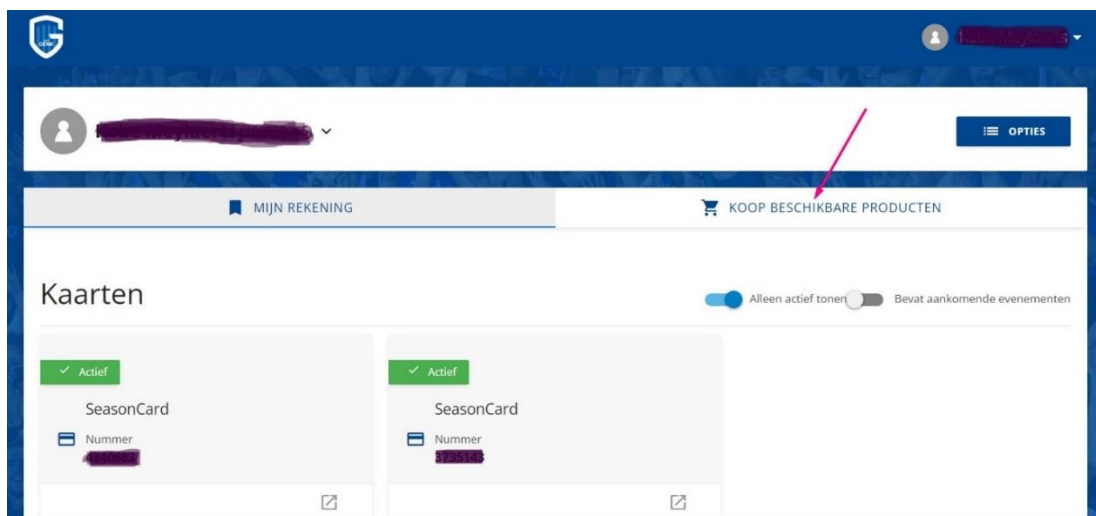 GENK
OPTIES
MIJN REKENING
KOOP BESCHIKBARE PRODUCTEN
Kaarten
Alleen actief tonen
Bevat aankomende evenementen
Actief
SeasonCard
Nummer
Actief
SeasonCard
Nummer